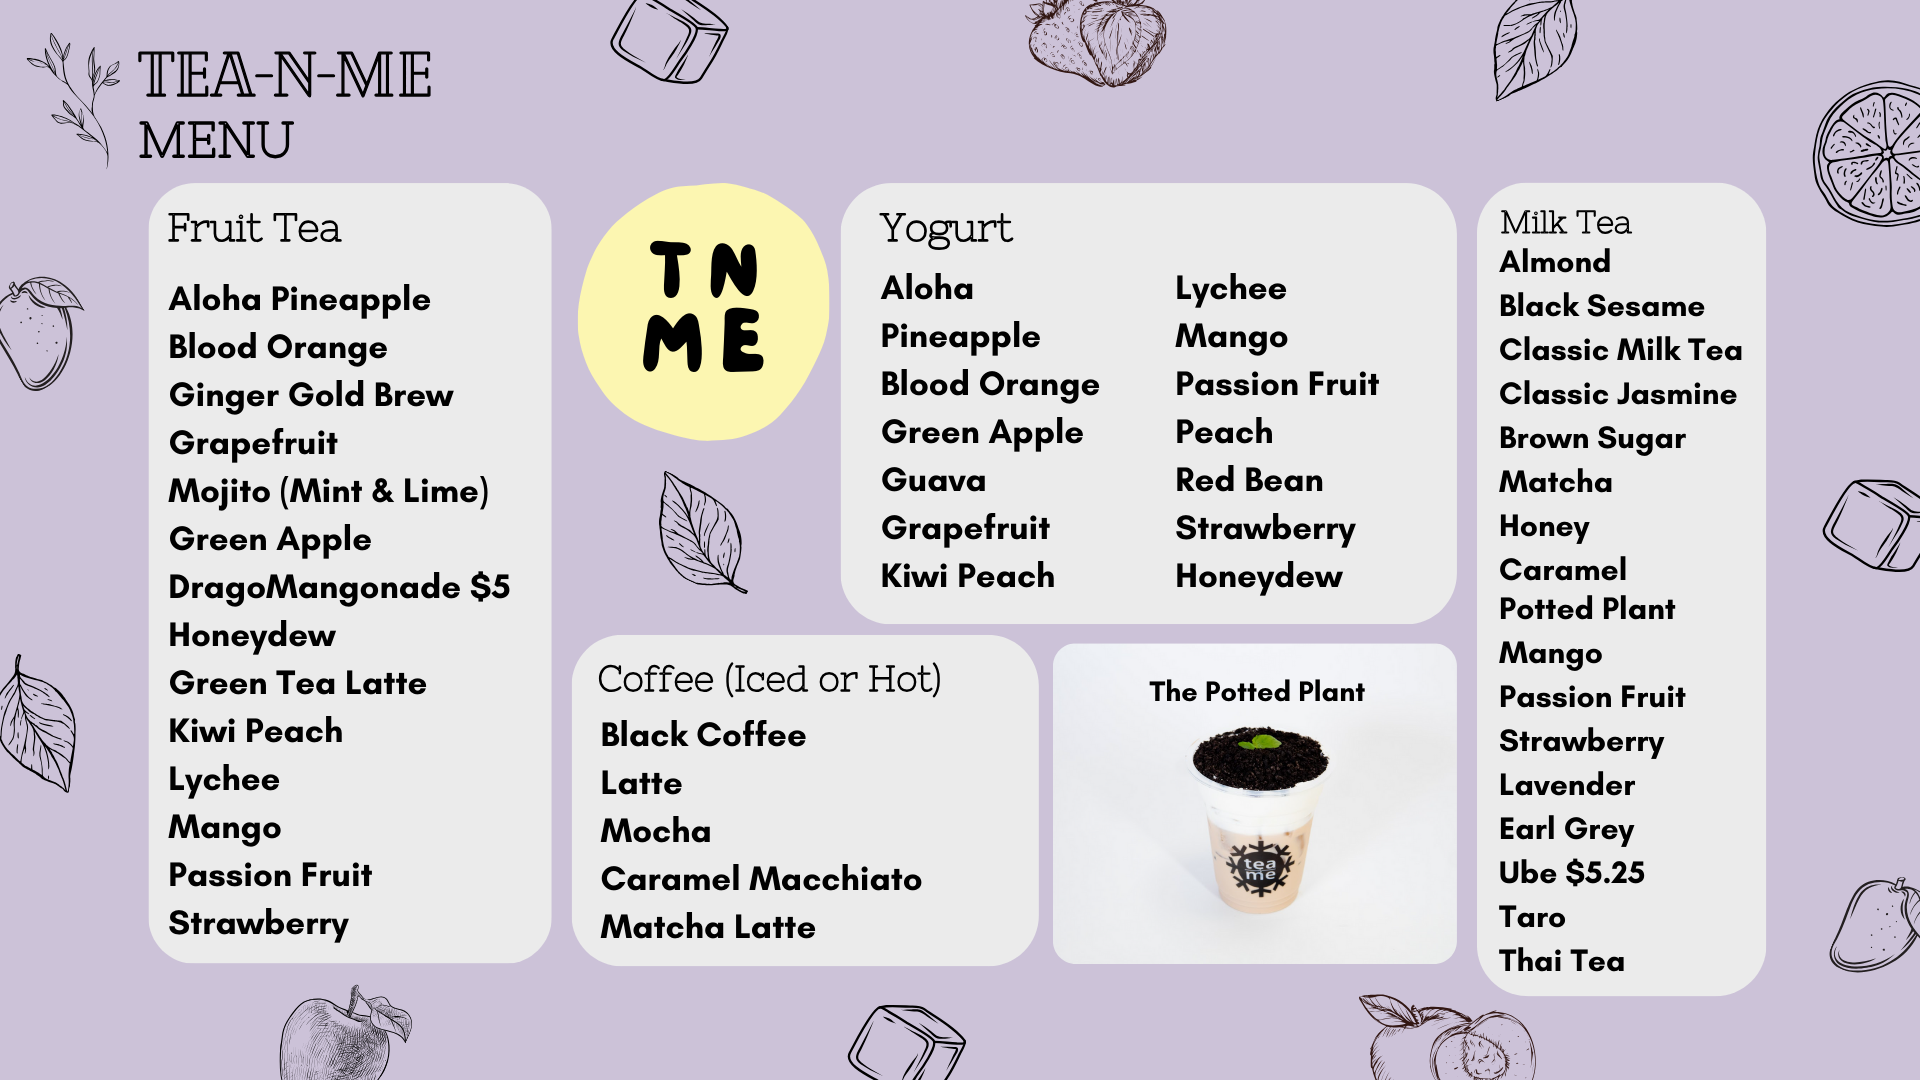 TEA-N-ME
MENU
Fruit Tea
Aloha Pineapple
Blood Orange
Ginger Gold Brew
Grapefruit
Mojito (Mint & Lime)
Green Apple
DragoMangonade $5
Honeydew
Green Tea Latte
Kiwi Peach
Lychee
Mango
Passion Fruit
Strawberry
T N
M E
Yogurt
Aloha
Pineapple
Blood Orange
Green Apple
Guava
Grapefruit
Kiwi Peach
Lychee
Mango
Passion Fruit
Peach
Red Bean
Strawberry
Honeydew
Coffee (Iced or Hot)
Black Coffee
Latte
Mocha
Caramel Macchiato
Matcha Latte
The Potted Plant
tea
me
Milk Tea
Almond
Black Sesame
Classic Milk Tea
Classic Jasmine
Brown Sugar
Matcha
Honey
Caramel
Potted Plant
Mango
Passion Fruit
Strawberry
Lavender
Earl Grey
Ube $5.25
Taro
Thai Tea